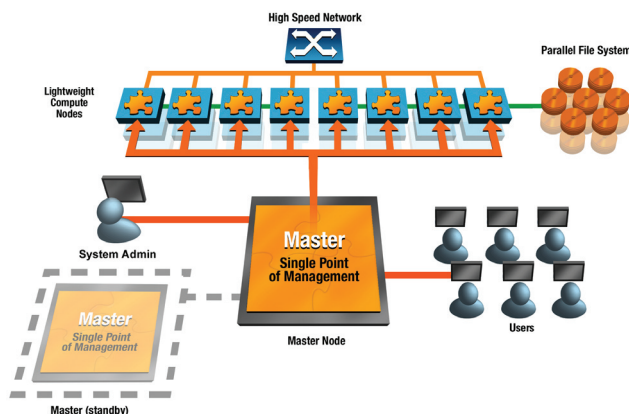 High Speed Network
Parallel File System
Lightweight
Compute
Nodes
System Admin
Master
Single Point
of Management
Master Node
Users
Master
Single Point
of Management
Master (standby)